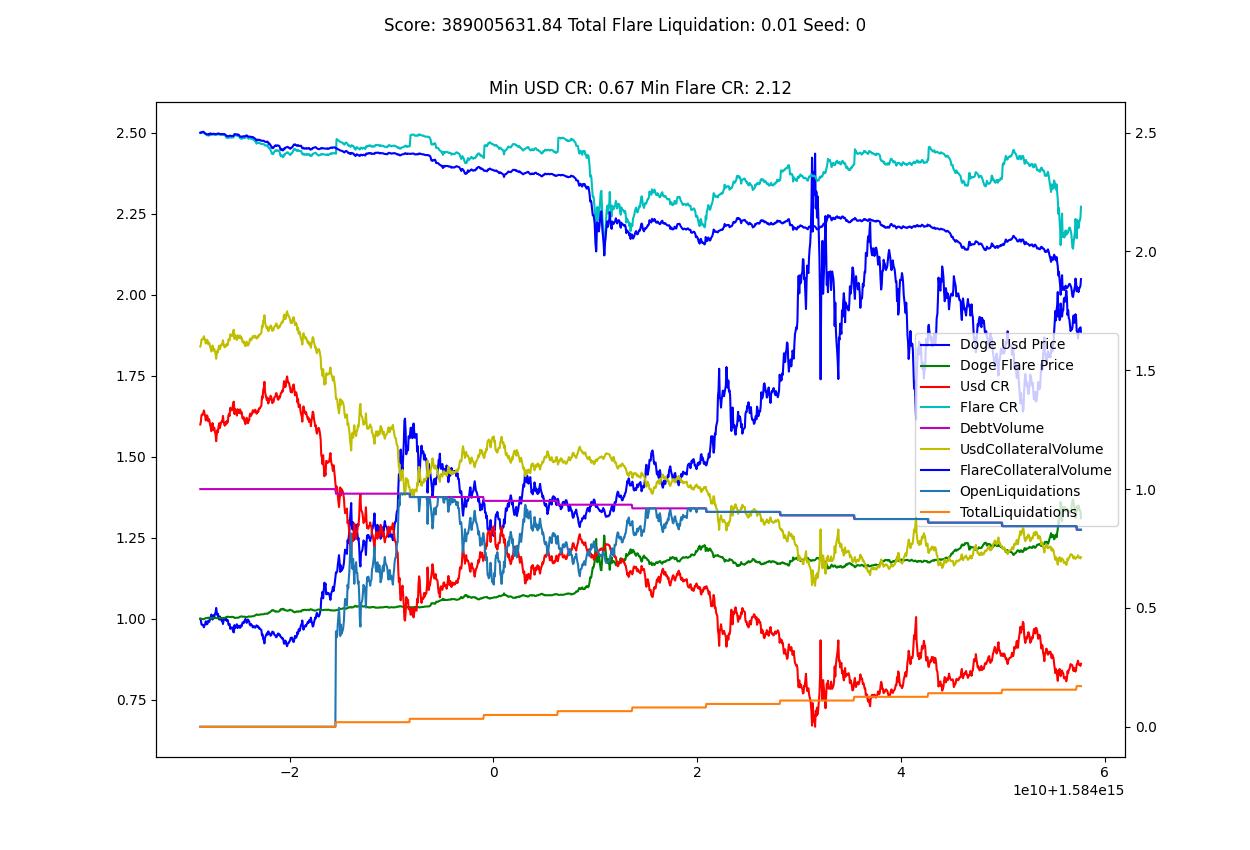 Score: 389005631.84 Total Flare Liquidation: 0.01 Seed: 0
Min USD CR: 0.67 Min Flare CR: 2.12
2.50
2.25
2.00
1.75
1.50
1.25
1.00
0.75
2.5
2.0
1.5
1.0
0.5
0.0
Doge Usd Price
Doge Flare Price
Usd CR
Flare CR
DebtVolume
UsdCollateralVolume
FlareCollateralVolume
OpenLiquidations
TotalLiquidations
−2 0 2 4 6
1e10+1.584e15